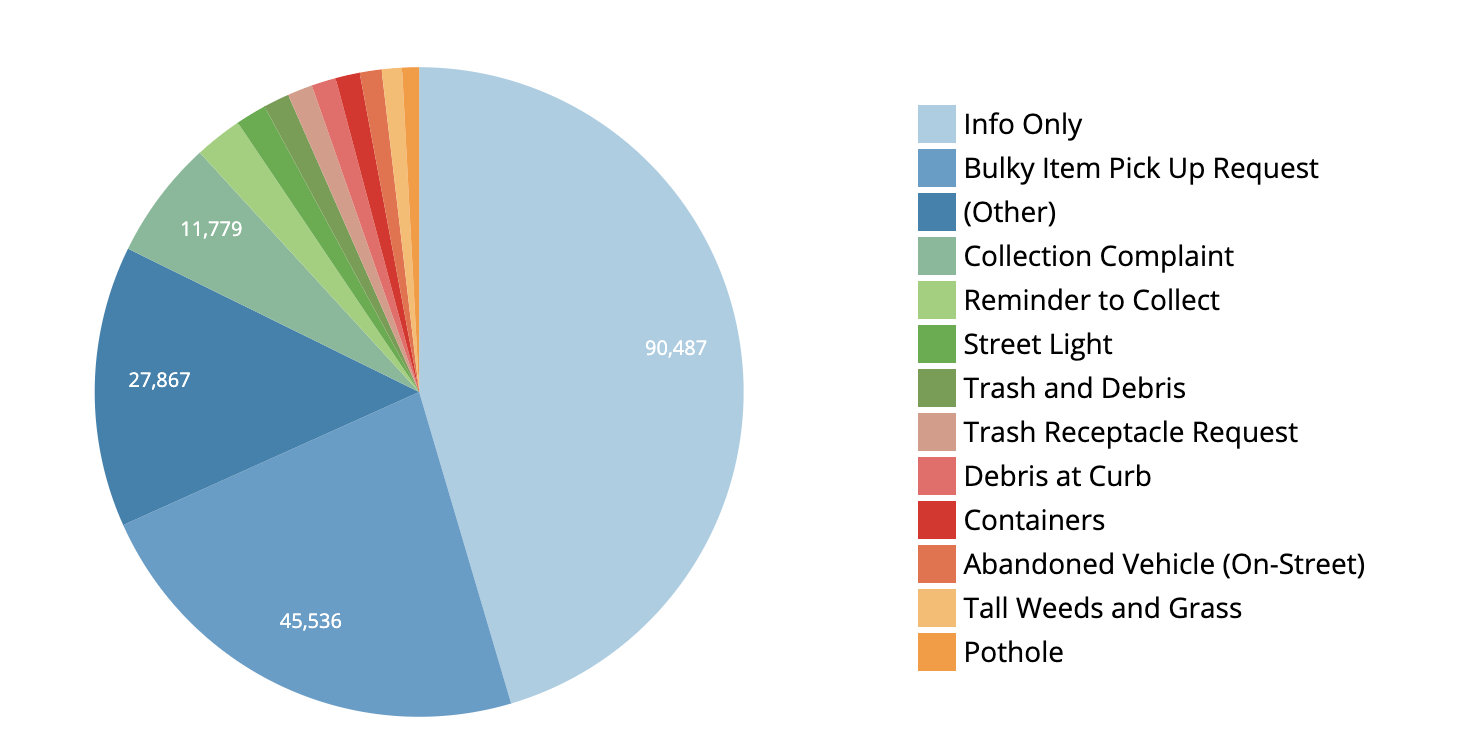 90,487
45,536
27,867
11,779
Info Only
Bulky Item Pick Up Request
(Other)
Collection Complaint
Reminder to Collect
Street Light
Trash and Debris
Trash Receptacle Request
Debris at Curb
Containers
Abandoned Vehicle (On-Street)
Tall Weeds and Grass
Pothole